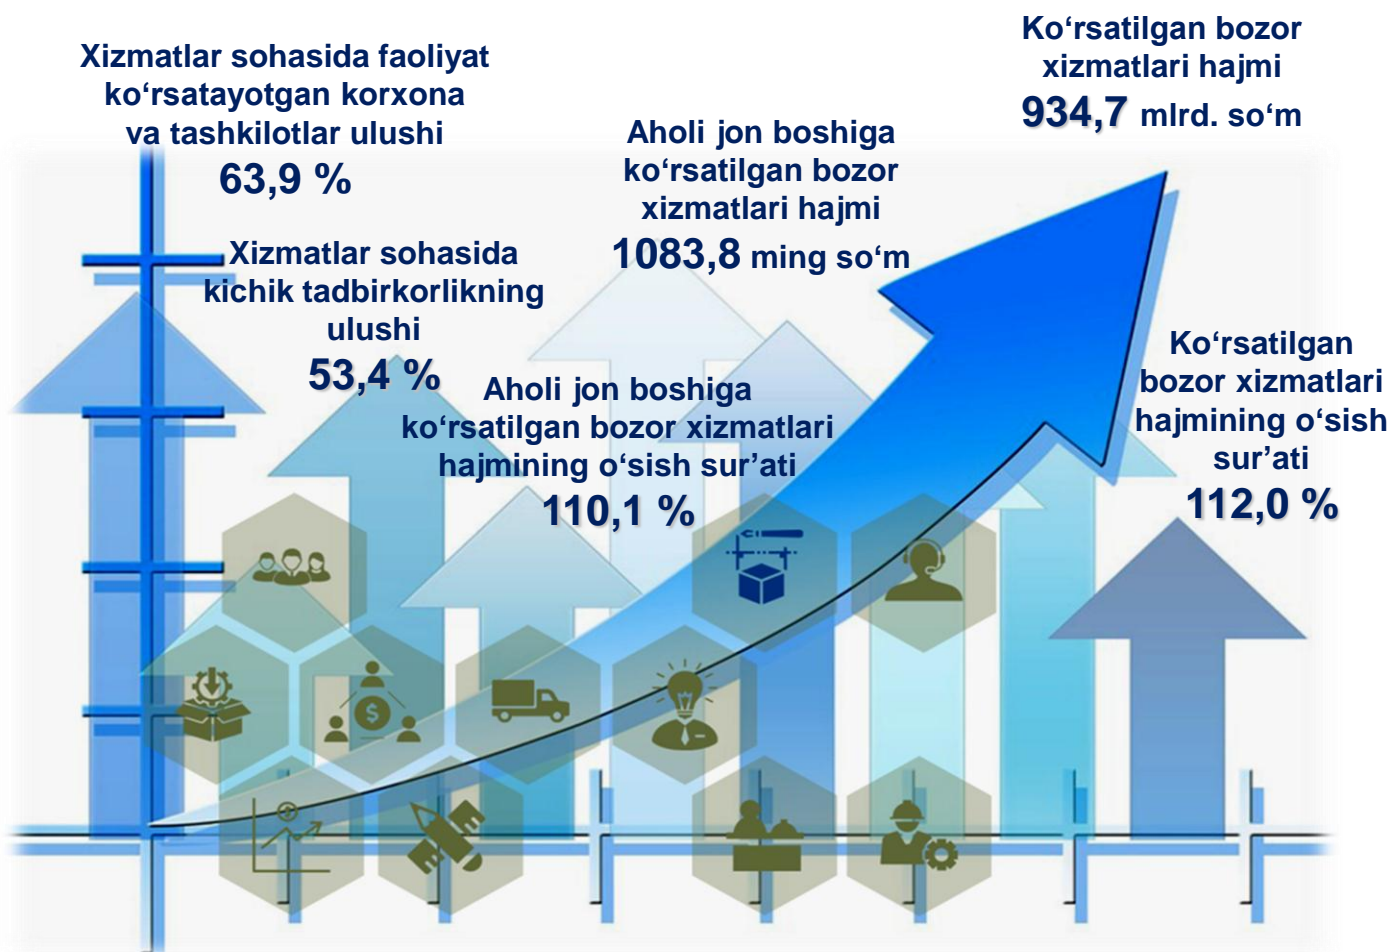 Xizmatlar sohasida faoliyat
ko‘rsatayotgan korxona
va tashkilotlar ulushi
63,9 %
Xizmatlar sohasida
kichik tadbirkorlikning
ulushi
53,4 %
Aholi jon boshiga
ko‘rsatilgan bozor
xizmatlari hajmi
1083,8 ming so‘m
Aholi jon boshiga
ko‘rsatilgan bozor xizmatlari
hajmining o‘sish sur’ati
110,1 %
Ko‘rsatilgan bozor
xizmatlari hajmi
934,7 mlrd. so‘m
Ko‘rsatilgan
bozor xizmatlari
hajmining o‘sish
sur’ati
112,0 %